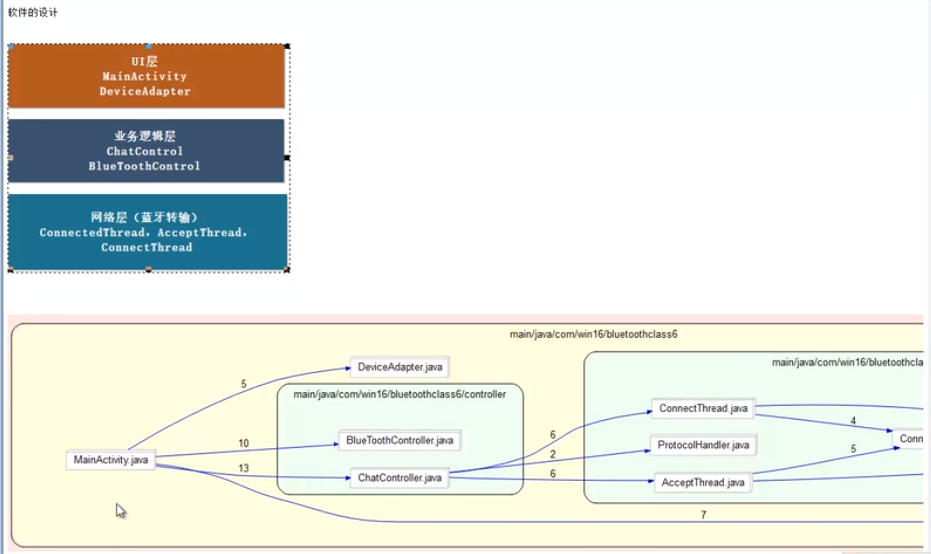 软件的设计
UI层
MainActivity
DeviceAdapter
业务逻辑层
ChatControl
BlueToothControl
网络层（蓝牙转输）
ConnectedThread，AcceptThread，
ConnectThread
main/java/com/win16/bluetoothclass6
main/java/com/win16/bluetoothcla
DeviceAdapter.java
5
main/java/com/win16/bluetoothclass6/controller
ConnectThread.java
4
6
10
BlueToothController.java
ProtocolHandler.java
Conn
2
5
MainActivity.java
13
ChatController.java
6
AcceptThread.java
7